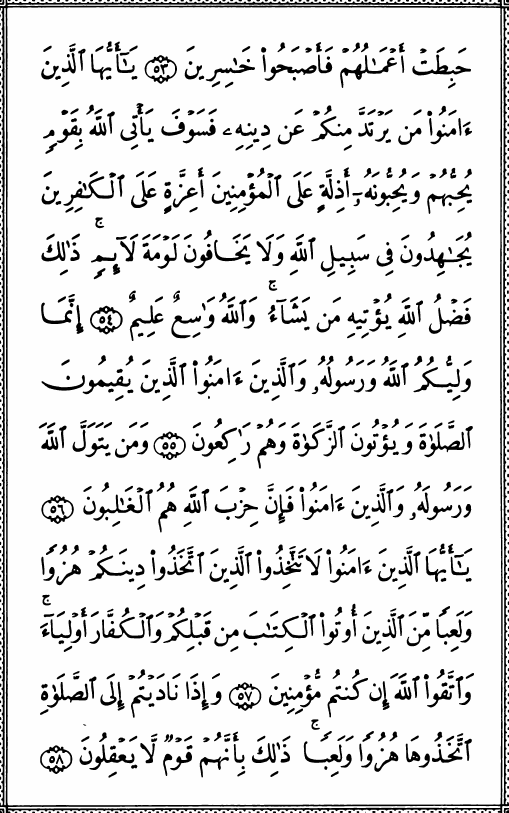 حَبِطَتۡ أَعۡمَٰلُهُمۡ فَأَصۡبَحُواْ خَٰسِرِينَ ٥٣ يَٰٓأَيُّهَا ٱلَّذِينَ
ءَامَنُواْ مَن يَرۡتَدَّ مِنكُمۡ عَن دِينِهِۦ فَسَوۡفَ يَأۡتِي ٱللَّهُ بِقَوۡمٖ
يُحِبُّهُمۡ وَيُحِبُّونَهُۥٓ أَذِلَّةٍ عَلَى ٱلۡمُؤۡمِنِينَ أَعِزَّةٍ عَلَى ٱلۡكَٰفِرِينَ
يُجَٰهِدُونَ فِي سَبِيلِ ٱللَّهِ وَلَا يَخَافُونَ لَوۡمَةَ لَآئِمٖۚ ذَٰلِكَ
فَضۡلُ ٱللَّهِ يُؤۡتِيهِ مَن يَشَآءُۚ وَٱللَّهُ وَٰسِعٌ عَلِيمٌ ٥٤ إِنَّمَا
وَلِيُّكُمُ ٱللَّهُ وَرَسُولُهُۥ وَٱلَّذِينَ ءَامَنُواْ ٱلَّذِينَ يُقِيمُونَ
ٱلصَّلَوٰةَ وَيُؤۡتُونَ ٱلزَّكَوٰةَ وَهُمۡ رَٰكِعُونَ ٥٥ وَمَن يَتَوَلَّ ٱللَّهَ
وَرَسُولَهُۥ وَٱلَّذِينَ ءَامَنُواْ فَإِنَّ حِزۡبَ ٱللَّهِ هُمُ ٱلۡغَٰلِبُونَ ٥٦
يَٰٓأَيُّهَا ٱلَّذِينَ ءَامَنُواْ لَا تَتَّخِذُواْ ٱلَّذِينَ ٱتَّخَذُواْ دِينَكُمۡ هُزُوٗا
وَلَعِبٗا مِّنَ ٱلَّذِينَ أُوتُواْ ٱلۡكِتَٰبَ مِن قَبۡلِكُمۡ وَٱلۡكُفَّارَ أَوۡلِيَآءَۚ
وَٱتَّقُواْ ٱللَّهَ إِن كُنتُم مُّؤۡمِنِينَ ٥٧ وَإِذَا نَادَيۡتُمۡ إِلَى ٱلصَّلَوٰةِ
ٱتَّخَذُوهَا هُزُوٗا وَلَعِبٗاۚ ذَٰلِكَ بِأَنَّهُمۡ قَوۡمٞ لَّا يَعۡقِلُونَ ٥٨